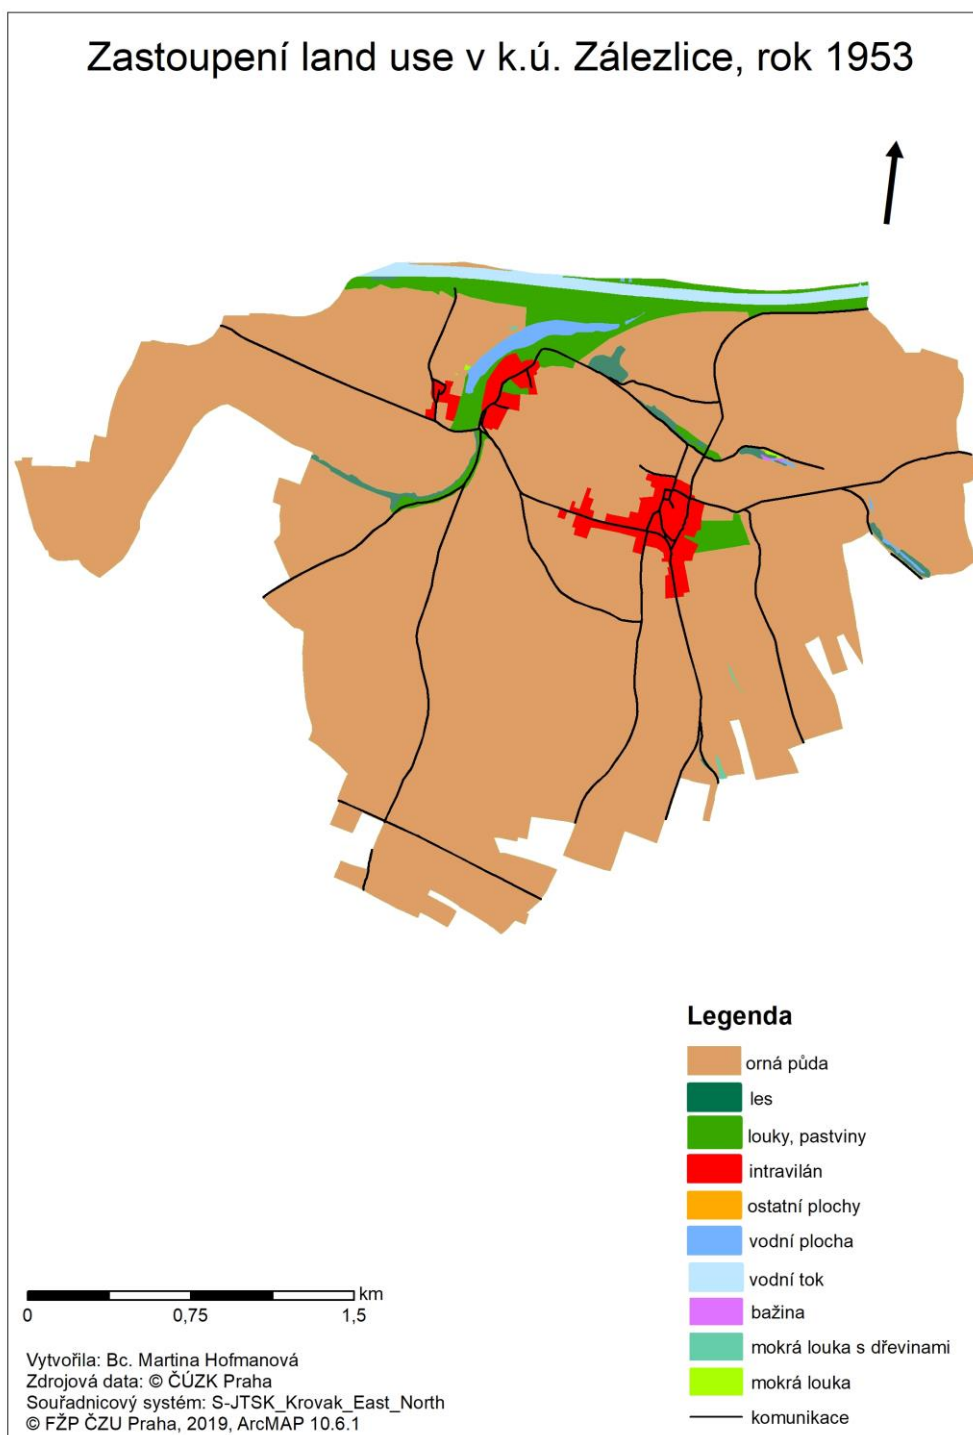 Zastoupení land use v k.ú. Zálezlice, rok 1953
Legenda
orná půda
les
louky, pastviny
intravilán
ostatní plochy
vodní plocha
vodní tok
bažina
mokrá louka s dřevinami
mokrá louka
komunikace
km
0 0,75 1,5
Vytvořila: Bc. Martina Hofmanová
Zdrojová data: © ČÚZK Praha
Souřadnicový systém: S-JTSK_Krovak_East_North
© FŽP ČZU Praha, 2019, ArcMAP 10.6.1